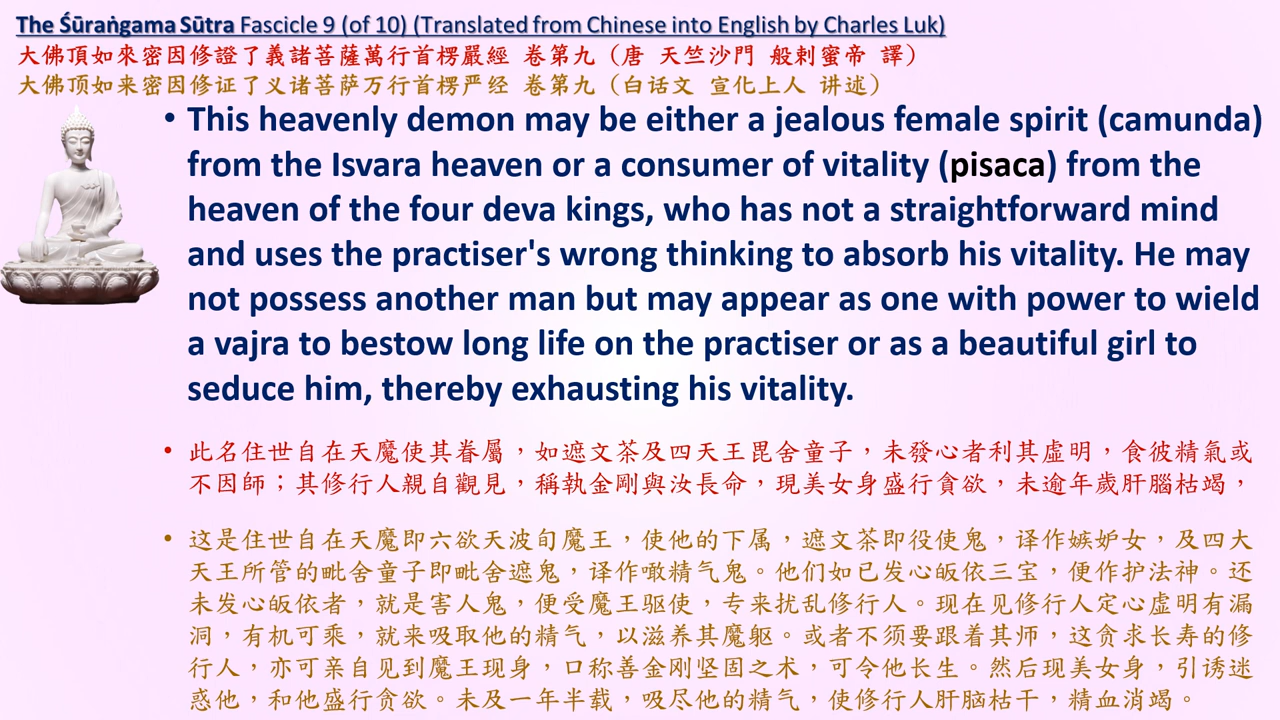 The Śūraṅgama Sūtra Fascicle 9 (of 10) (Translated from Chinese into English by Charles Luk)
大佛頂如來密因修證了義諸菩薩萬行首楞嚴經 卷第九（唐 天竺沙門 般剌蜜帝 譯）
大佛顶如来密因修证了义诸菩萨万行首楞严经 卷第九（白话文 宣化上人 讲述）
• This heavenly demon may be either a jealous female spirit (camunda)
from the Isvara heaven or a consumer of vitality (pisaca) from the
heaven of the four deva kings, who has not a straightforward mind
and uses the practiser's wrong thinking to absorb his vitality. He may
not possess another man but may appear as one with power to wield
a vajra to bestow long life on the practiser or as a beautiful girl to
seduce him, thereby exhausting his vitality.
• 此名住世自在天魔使其眷屬，如遮文茶及四天王毘舍童子，未發心者利其虛明，食彼精氣或
不因師；其修行人親自觀見，稱執金剛與汝長命，現美女身盛行貪欲，未逾年歲肝腦枯竭，
• 这是住世自在天魔即六欲天波旬魔王，使他的下属，遮文茶即役使鬼，译作嫉妒女，及四大
天王所管的毗舍童子即毗舍遮鬼，译作噉精气鬼。他们如已发心皈依三宝，便作护法神。还
未发心皈依者，就是害人鬼，便受魔王驱使，专来扰乱修行人。现在见修行人定心虚明有漏
洞，有机可乘，就来吸取他的精气，以滋养其魔躯。或者不须要跟着其师，这贪求长寿的修
行人，亦可亲自见到魔王现身，口称善金刚坚固之术，可令他长生。然后现美女身，引诱迷
惑他，和他盛行贪欲。未及一年半载，吸尽他的精气，使修行人肝脑枯干，精血消竭。